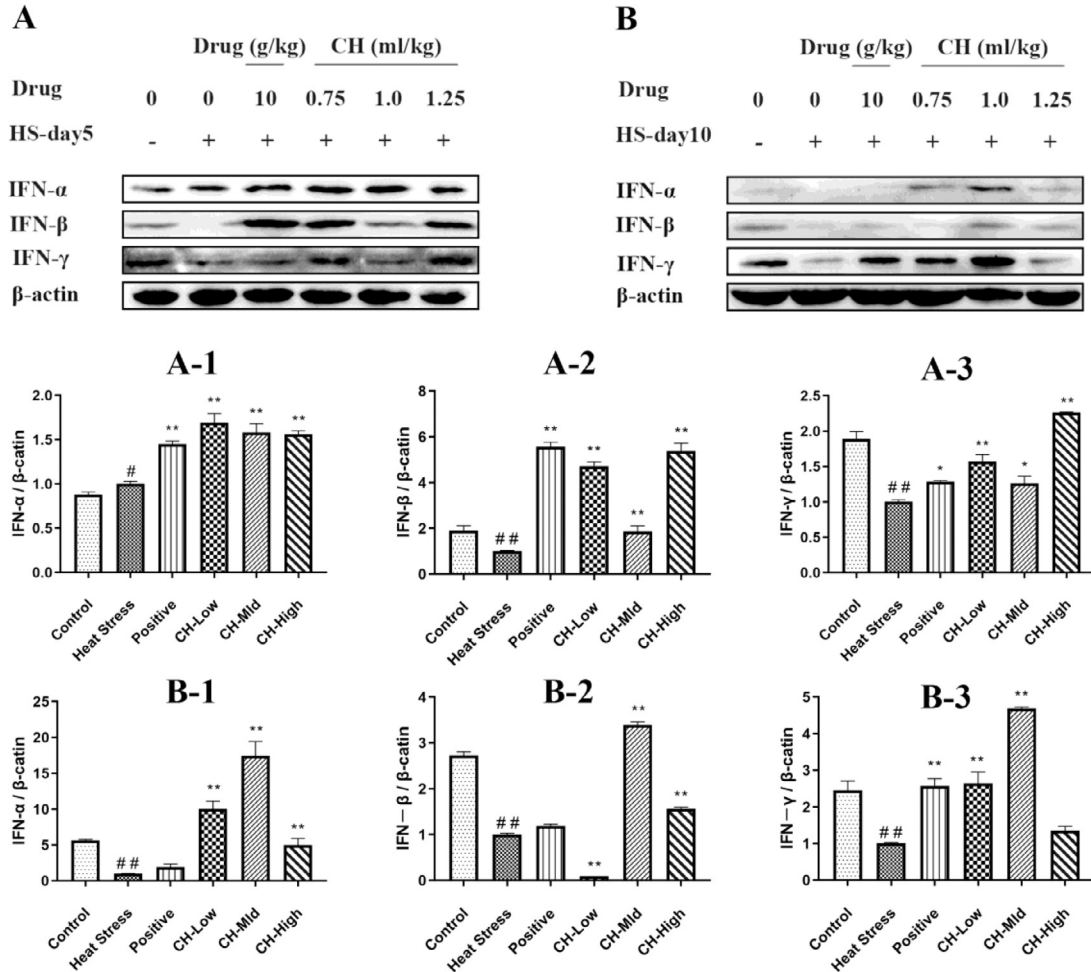 A
Drug (g/kg) CH (ml/kg)
Drug 0 0 10 0.75 1.0 1.25
HS-day5 - + + + + +
IFN-α
IFN-β
IFN-γ
β-actin
B
Drug (g/kg) CH (ml/kg)
Drug 0 0 10 0.75 1.0 1.25
HS-day10 - + + + + +
IFN-α
IFN-β
IFN-γ
β-actin
A-1
IFN-α / β-catin
2.0
1.5
1.0
0.5
0.0
# ** ** ** **
Control Heat Stress Positive CH-Low CH-MId CH-High
A-2
IFN-β / β-catin
8
6
4
2
0
## ** ** ** **
Control Heat Stress Positive CH-Low CH-MId CH-High
A-3
IFN-γ / β-catin
2.5
2.0
1.5
1.0
0.5
0.0
## * ** * **
Control Heat Stress Positive CH-Low CH-MId CH-High
B-1
IFN-α / β-catin
25
20
15
10
5
0
## ** ** **
Control Heat Stress Positive CH-Low CH-MId CH-High
B-2
IFN—β / β-catin
4
3
2
1
0
## ** ** **
Control Heat Stress Positive CH-Low CH-MId CH-High
B-3
IFN—γ / β-catin
5
4
3
2
1
0
## ** ** **
Control Heat Stress Positive CH-Low CH-MId CH-High